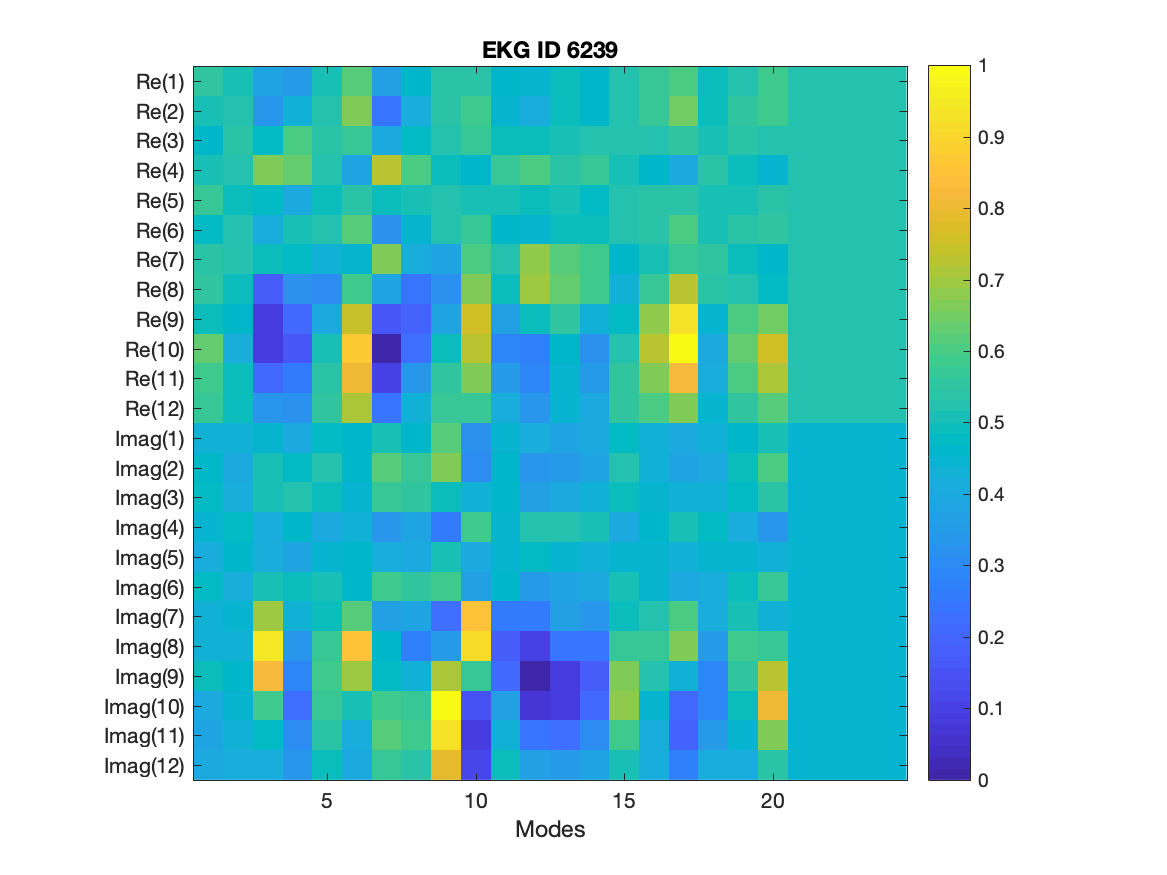 EKG ID 6239
Re(1)
Re(2)
Re(3)
Re(4)
Re(5)
Re(6)
Re(7)
Re(8)
Re(9)
Re(10)
Re(11)
Re(12)
Imag(1)
Imag(2)
Imag(3)
Imag(4)
Imag(5)
Imag(6)
Imag(7)
Imag(8)
Imag(9)
Imag(10)
Imag(11)
Imag(12)
5 10 15 20
Modes
1
0.9
0.8
0.7
0.6
0.5
0.4
0.3
0.2
0.1
0